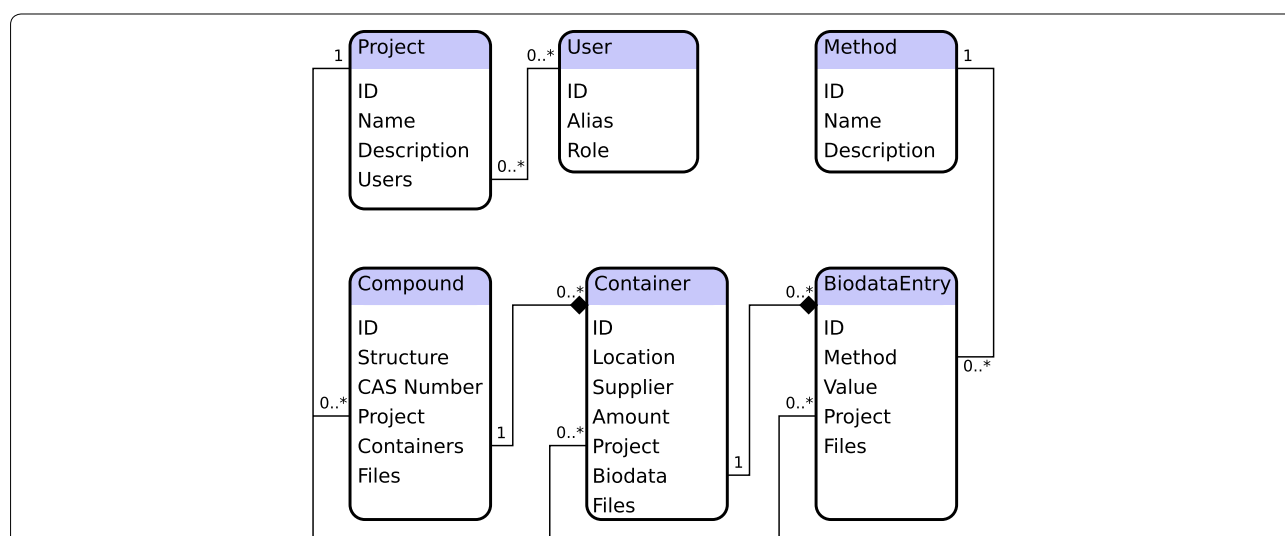 Project
1
ID
Name
Description
Users
0..*
User
0..*
ID
Alias
Role
Method
1
ID
Name
Description
Compound
ID
Structure
CAS Number
Project
0..*
Containers
1
Files
Container
0..*
ID
Location
Supplier
Amount
Project
0..*
Biodata
1
Files
BiodataEntry
0..*
ID
Method
0..*
Value
Project
0..*
Files